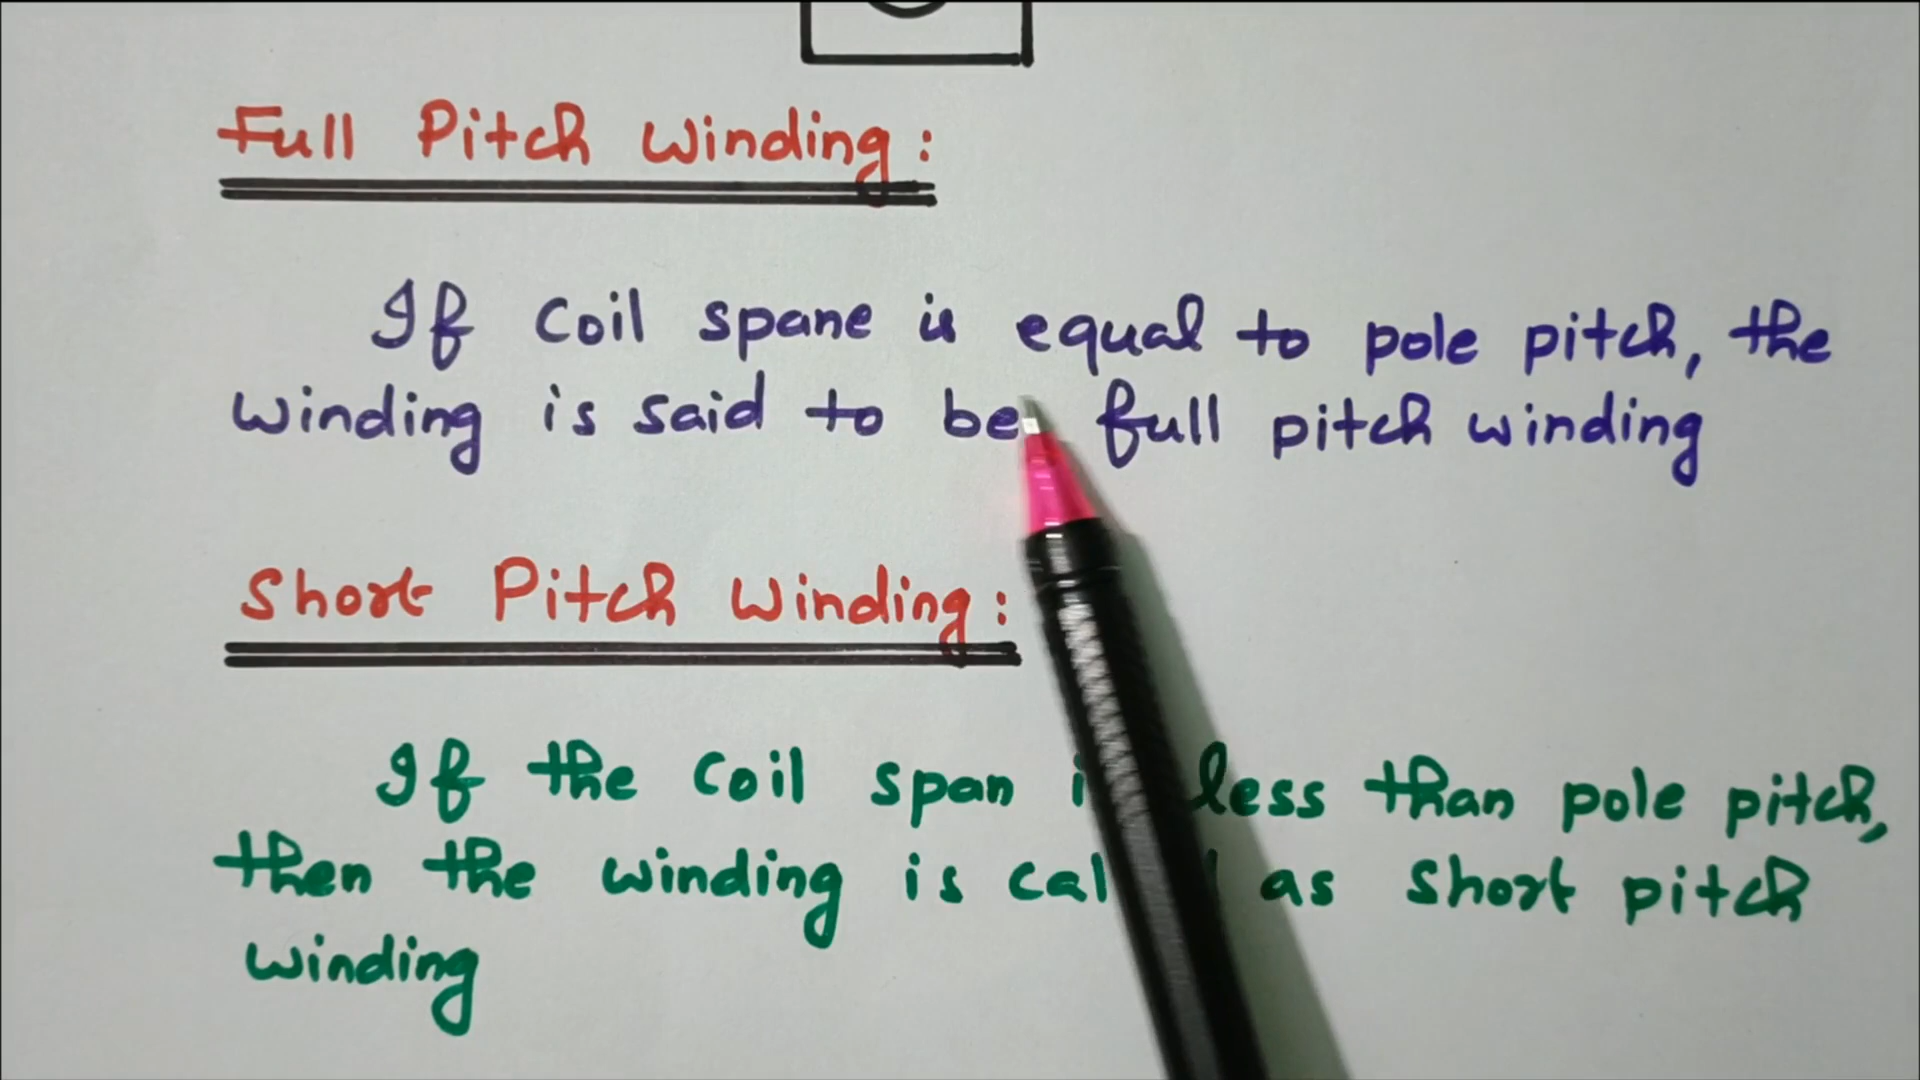 Full Pitch Winding:
If Coil spane is equal to pole pitch, the
winding is said to be full pitch winding
Short Pitch Winding:
If the Coil span less than pole pitch,
then the winding is as short pitch
winding